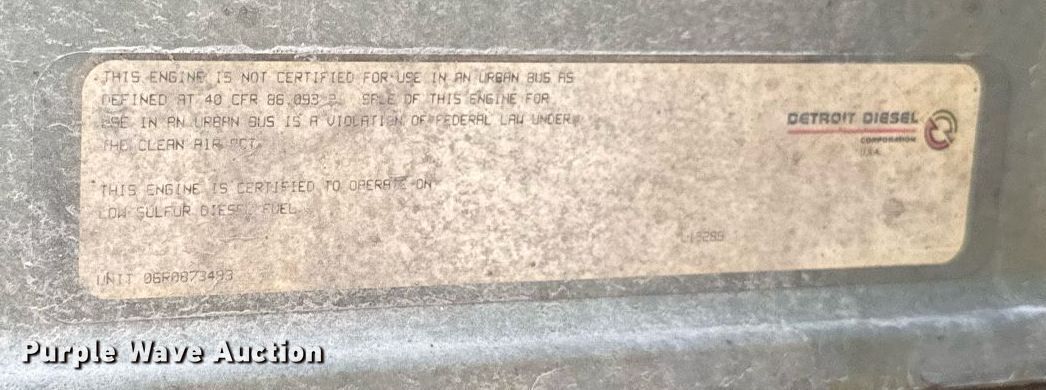 THIS ENGINE IS NOT CERTIFIED FOR USE IN AN URBAN BUS AS
DEFINED AT 40 CFR 86.093 SALE OF THIS ENGINE FOR
USE IN AN URBAN BUS IS A VIOLATION OF FEDERAL LAW UNDER
THE CLEAN AIR ACT
DETROIT DIESEL
CORPORATION
U.S.A.
THIS ENGINE IS CERTIFIED TO OPERATE ON
LOW SULFUR DIESEL FUEL
UNIT 06R0873493
Purple Wave Auction